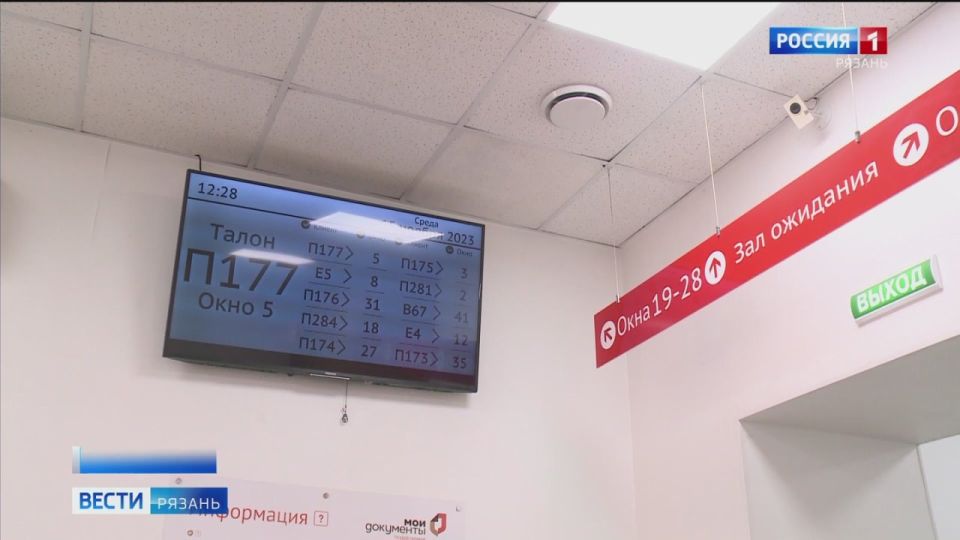 РОССИЯ 1
РЯЗАНЬ
12:28
Среда
2023
Талон
П177
Окно 5
Клиент
Окно
П177 5
Е5 8
П176 31
П284 18
П174 27
П175 3
П281 2
В67 41
Е4 12
П173 35
Окна 19-28
Зал ожидания
О
ВЫХОД
ВЕСТИ РЯЗАНЬ
Информация ?
мои
документы